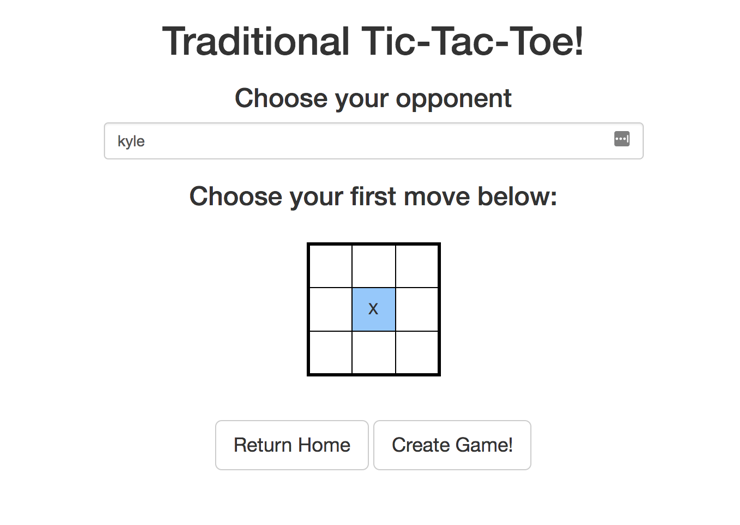 Traditional Tic-Tac-Toe!
Choose your opponent
kyle
Choose your first move below:
X
Return Home Create Game!